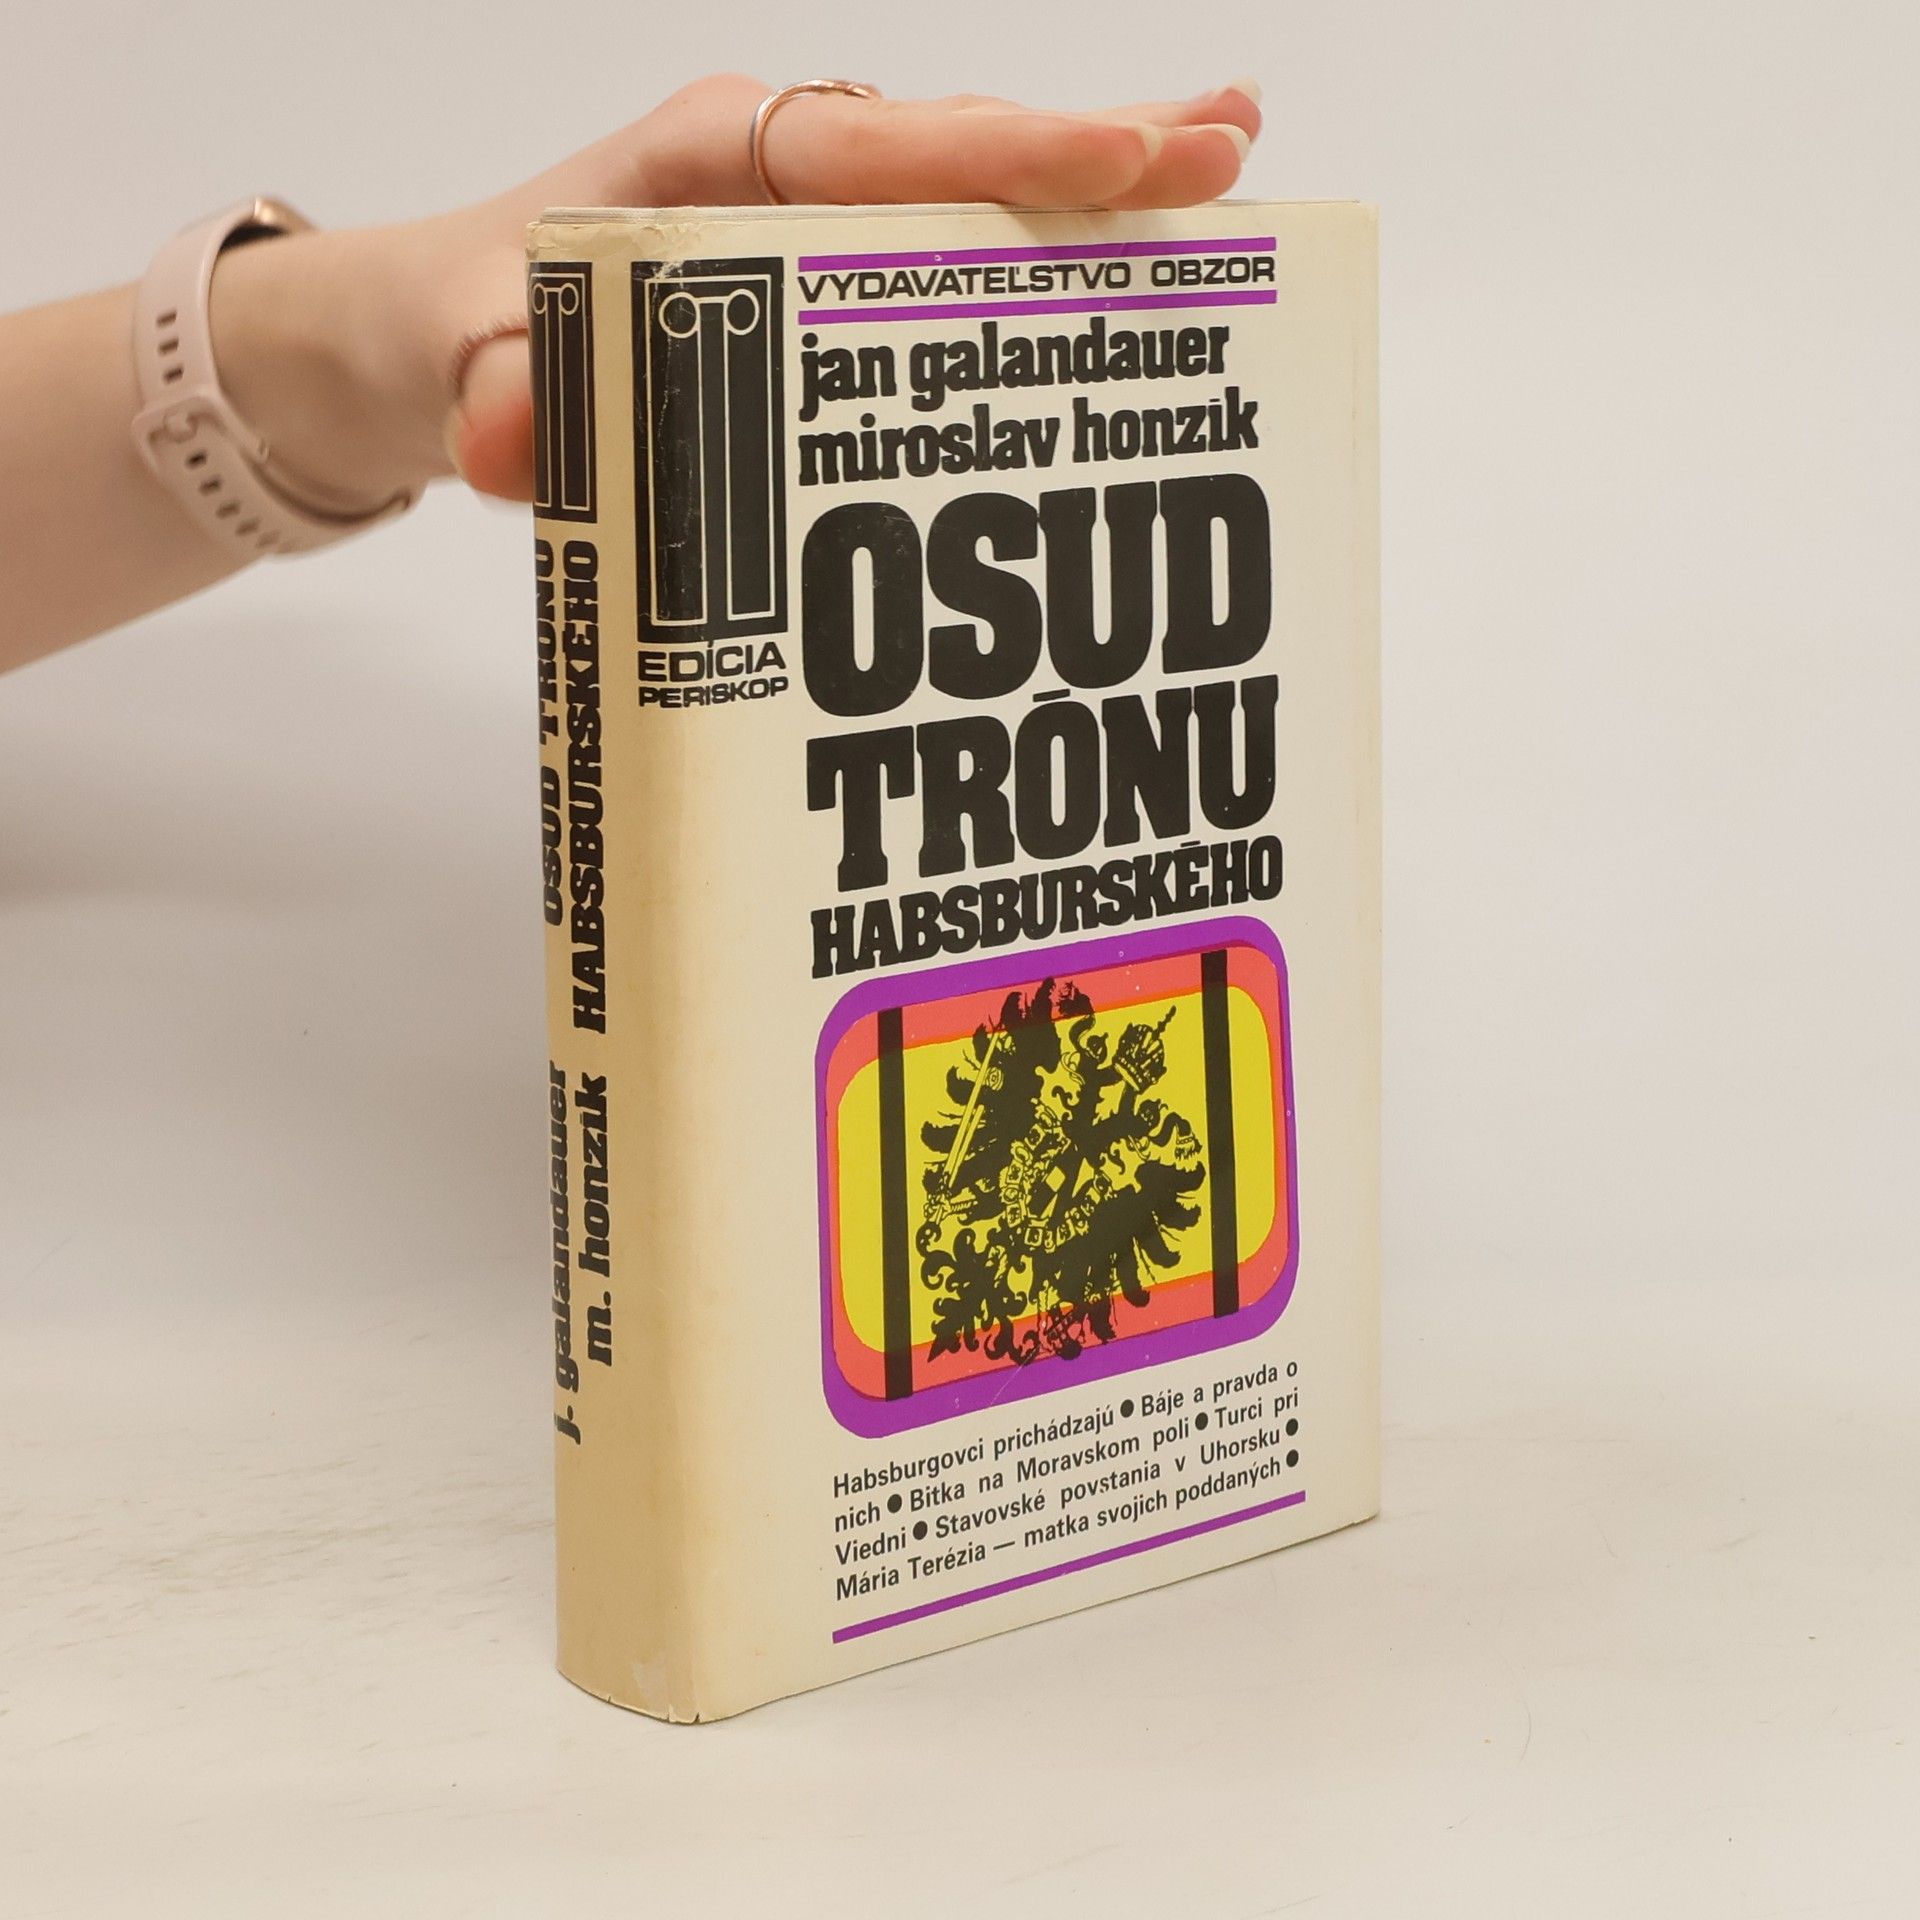 VYDAVATEĽSTVO OBZOR
jan galandauer
miroslav honzík
OSUD
TRÓNU
HABSBURSKÉHO
EDÍCIA
PERISKOP
Habsburgovci prichádzajú ● Báje a pravda o
nich ● Bitka na Moravskom poli ● Turci pri
Viedni ● Stavovské povstania v Uhorsku ●
Mária Terézia — matka svojich poddaných ●
OSUD TRÓNU
HABSBURSKÉHO
j. galandauer
m. honzík